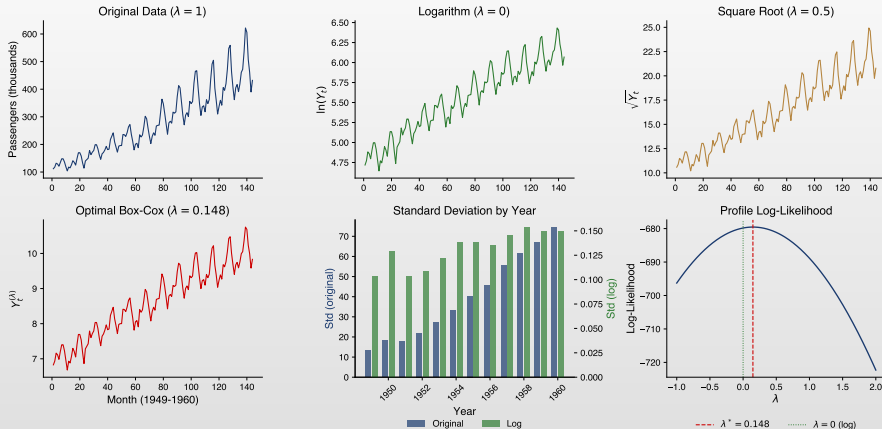 Original Data (λ = 1)
Passengers (thousands)
600
500
400
300
200
100
0 20 40 60 80 100 120 140
Logarithm (λ = 0)
ln(Yₜ)
6.50
6.25
6.00
5.75
5.50
5.25
5.00
4.75
0 20 40 60 80 100 120 140
Square Root (λ = 0.5)
√Yₜ
25.0
22.5
20.0
17.5
15.0
12.5
10.0
0 20 40 60 80 100 120 140
Optimal Box-Cox (λ = 0.148)
Yₜ^(λ)
10
9
8
7
0 20 40 60 80 100 120 140
Month (1949-1960)
Standard Deviation by Year
Std (original)
70
60
50
40
30
20
10
0
1950 1952 1954 1956 1958 1960
Year
Std (log)
0.150
0.125
0.100
0.075
0.050
0.025
0.000
Original Log
Profile Log-Likelihood
Log-Likelihood
−680
−690
−700
−710
−720
−1.0 −0.5 0.0 0.5 1.0 1.5 2.0
λ
λ* = 0.148 λ = 0 (log)